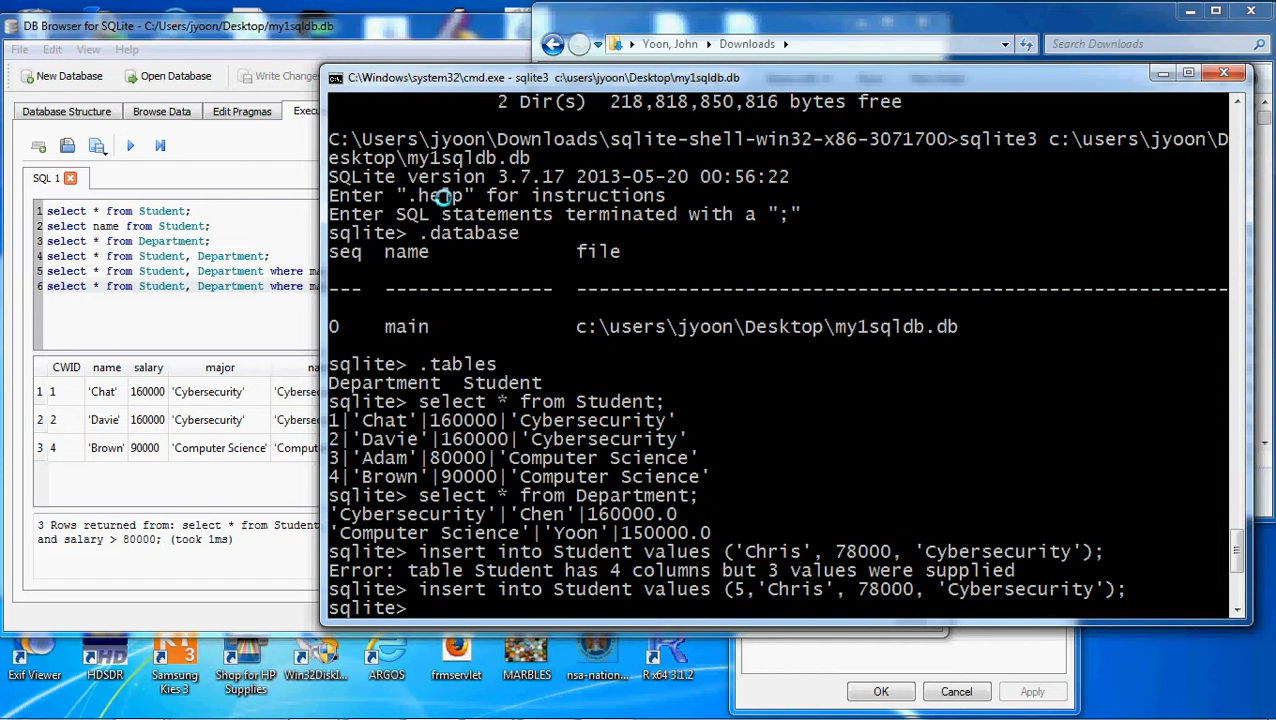 DB Browser for SQLite - C:/Users/jyoon/Desktop/my1sqldb.db
File Edit View Help
New Database Open Database Write Changes
Database Structure Browse Data Edit Pragmas
SQL 1
1 select * from Student;
2 select name from Student;
3 select * from Department;
4 select * from Student, Department;
5 select * from Student, Department where
6 select * from Student, Department where
CWID name salary major
1 1 'Chat' 160000 'Cybersecurity'
2 2 'Davie' 160000 'Cybersecurity'
3 4 'Brown' 90000 'Computer Science'
3 Rows returned from: select * from Student
and salary > 80000; (took 1ms)
Yoon, John Downloads
Search Downloads
C:\Windows\system32\cmd.exe - sqlite3 c:\users\jyoon\Desktop\my1sqldb.db
2 Dir(s) 218,818,850,816 bytes free
C:\Users\jyoon\Downloads\sqlite-shell-win32-x86-3071700>sqlite3 c:\users\jyoon\D
esktop\my1sqldb.db
SQLite version 3.7.17 2013-05-20 00:56:22
Enter ".help" for instructions
Enter SQL statements terminated with a ";"
sqlite> .database
seq name file
--- --------------- ----------------------------------------------------------
0 main c:\users\jyoon\Desktop\my1sqldb.db
sqlite> .tables
Department Student
sqlite> select * from Student;
1|'Chat'|160000|'Cybersecurity'
2|'Davie'|160000|'Cybersecurity'
3|'Adam'|80000|'Computer Science'
4|'Brown'|90000|'Computer Science'
sqlite> select * from Department;
'Cybersecurity'|'Chen'|160000.0
'Computer Science'|'Yoon'|150000.0
sqlite> insert into Student values ('Chris', 78000, 'Cybersecurity');
Error: table Student has 4 columns but 3 values were supplied
sqlite> insert into Student values (5,'Chris', 78000, 'Cybersecurity');
sqlite>
Exif Viewer HDSDR Samsung Kies 3 Shop for HP Supplies Win32DiskI... ARGOS frmservlet MARBLES nsa-nation... R x64 3.1.2
OK Cancel Apply